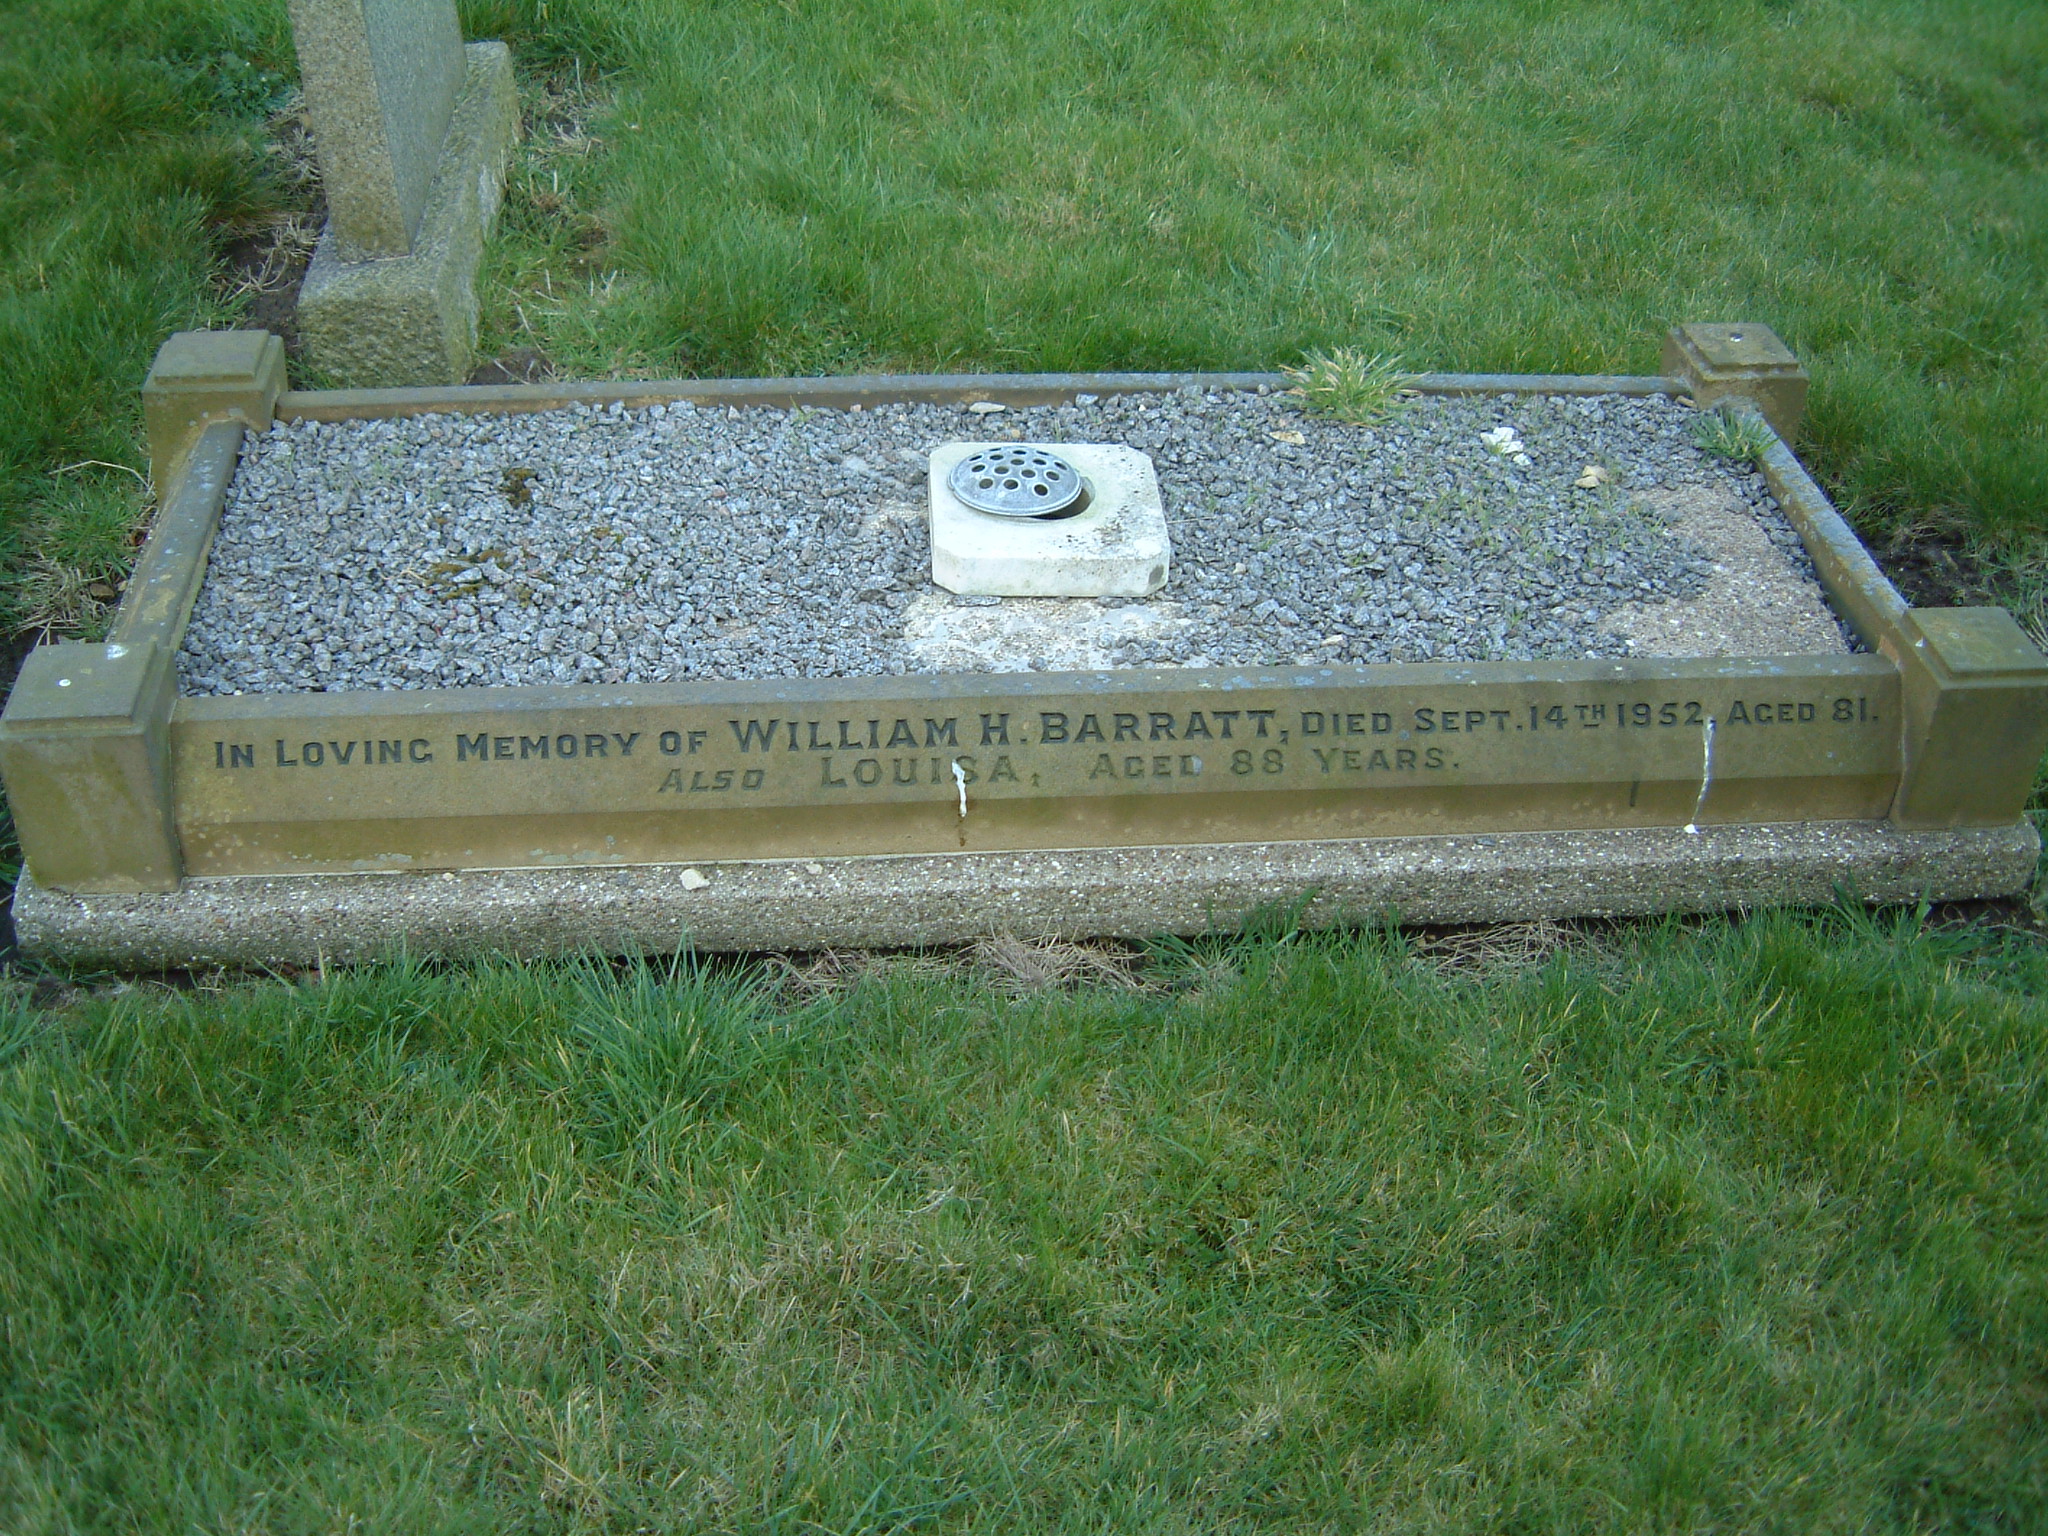 IN LOVING MEMORY OF WILLIAM H. BARRATT, DIED SEPT. 14TH 1952, AGED 81.
ALSO LOUISA, AGED 88 YEARS.